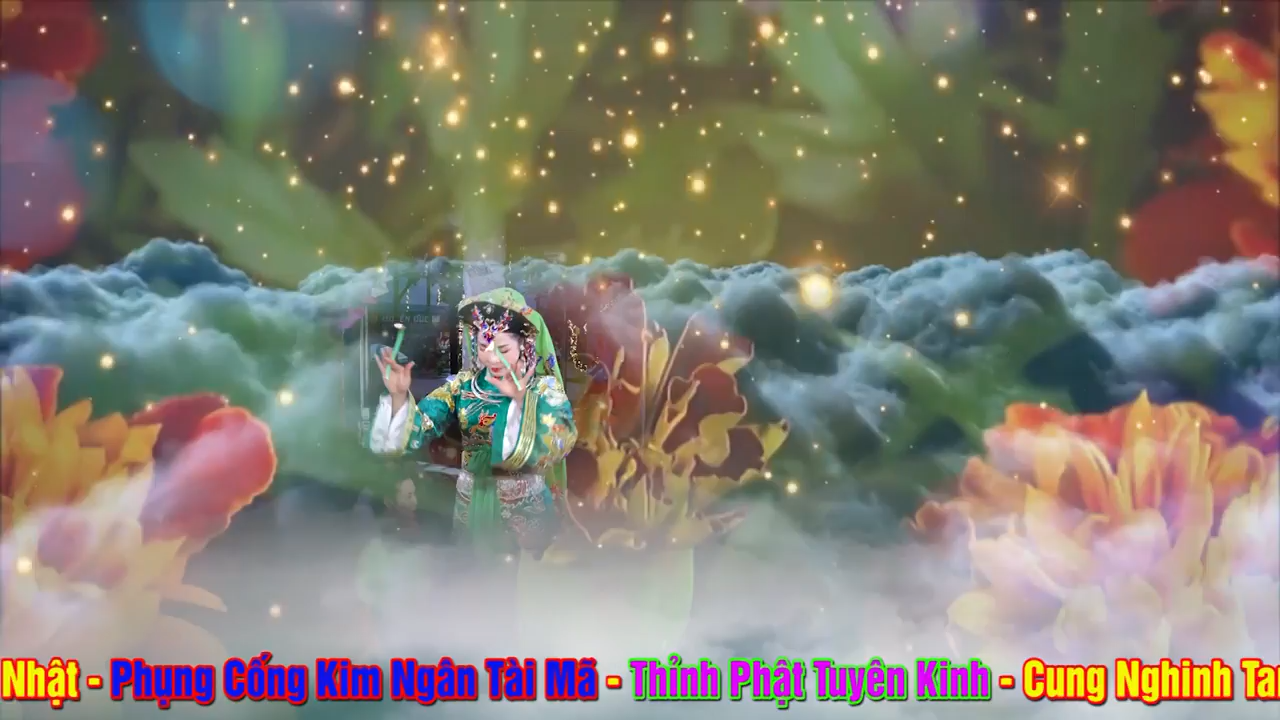 Nhật - Phụng Cống Kim Ngân Tài Mã - Thỉnh Phật Tuyên Kinh - Cung Nghinh Ta